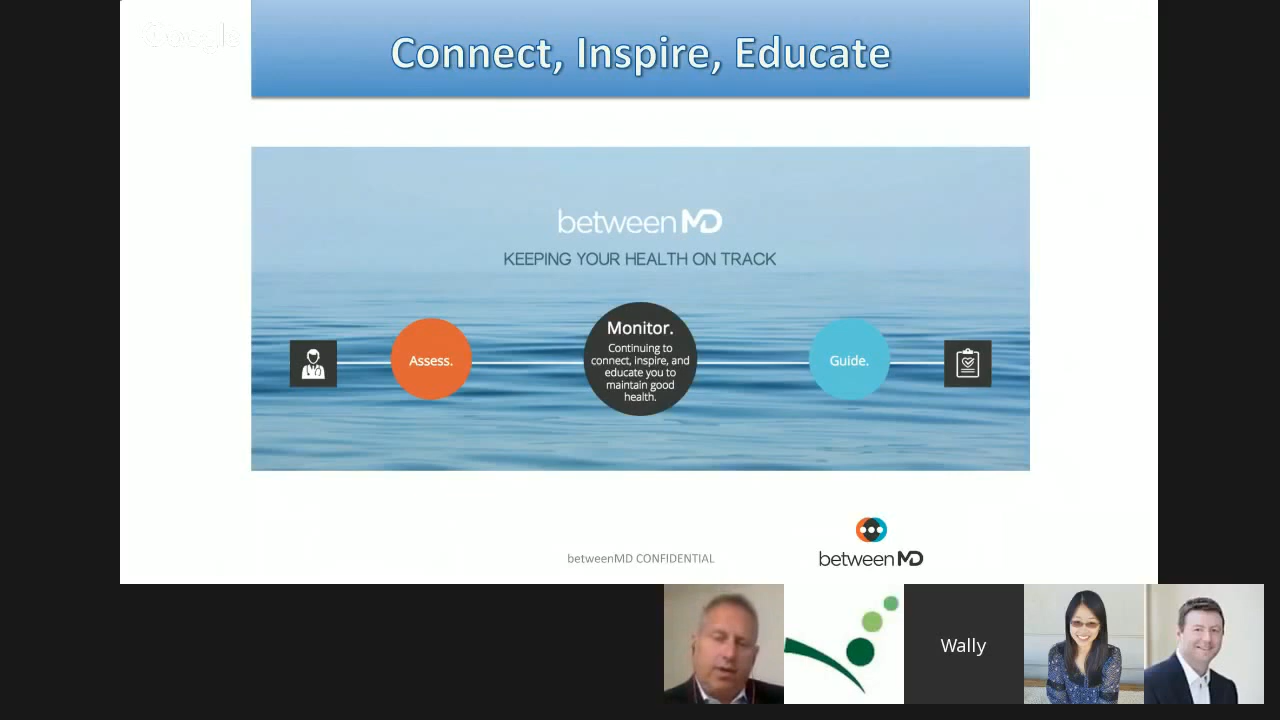 Google
Connect, Inspire, Educate
betweenMD
KEEPING YOUR HEALTH ON TRACK
Assess.
Monitor.
Continuing to
connect, inspire, and
educate you to
maintain good
health.
Guide.
betweenMD CONFIDENTIAL
betweenMD
Wally